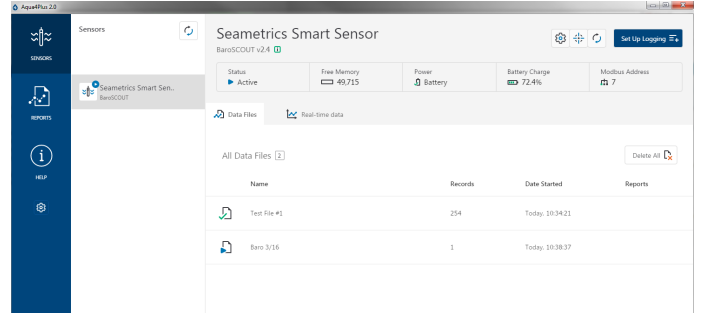 Aqua4Plus 2.0
SENSORS
REPORTS
HELP
Sensors
Seametrics Smart Sen..
BaroSCOUT
Seametrics Smart Sensor
BaroSCOUT v2.4
Set Up Logging
Status
Active
Free Memory
49,715
Power
Battery
Battery Charge
72.4%
Modbus Address
7
Data Files
Real-time data
All Data Files 2
Delete All
Name Records Date Started Reports
Test File #1 254 Today, 10:34:21
Baro 3/16 1 Today, 10:38:37